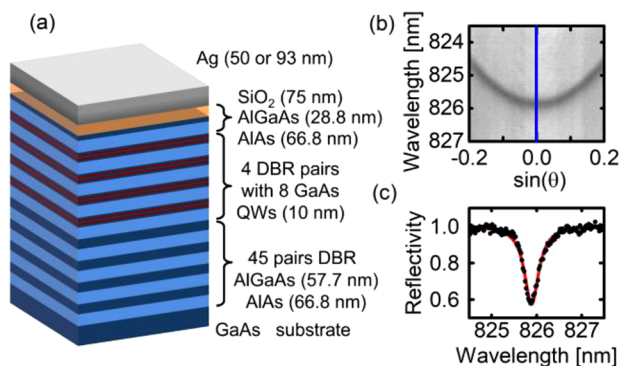 (a)
Ag (50 or 93 nm)
SiO2 (75 nm)
AlGaAs (28.8 nm)
AlAs (66.8 nm)
4 DBR pairs
with 8 GaAs
QWs (10 nm)
45 pairs DBR
AlGaAs (57.7 nm)
AlAs (66.8 nm)
GaAs substrate
(b)
Wavelength [nm]
824
825
826
827
-0.2 0.0 0.2
sin(θ)
(c)
Reflectivity
1.0
0.8
0.6
825 826 827
Wavelength [nm]